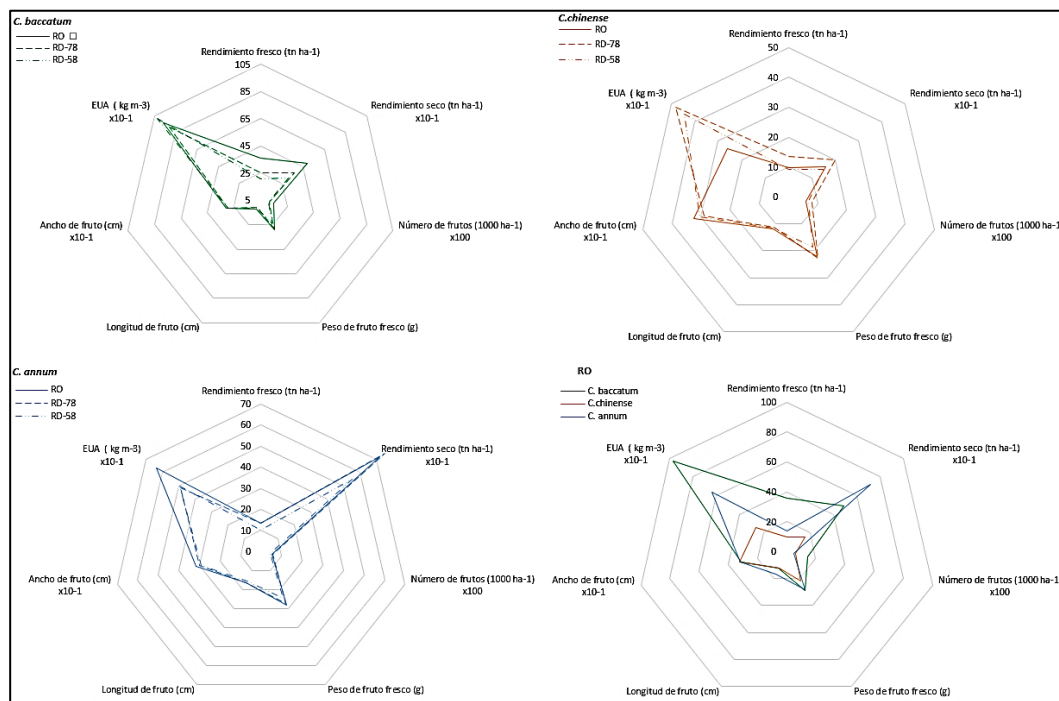 C. baccatum
RO
RD-78
RD-58
Rendimiento fresco (tn ha-1)
105
85
65
45
25
5
Rendimiento seco (tn ha-1)
x10-1
Número de frutos (1000 ha-1)
x100
Peso de fruto fresco (g)
Longitud de fruto (cm)
Ancho de fruto (cm)
x10-1
EUA ( kg m-3)
x10-1
C.chinense
RO
RD-78
RD-58
Rendimiento fresco (tn ha-1)
50
40
30
20
10
0
Rendimiento seco (tn ha-1)
x10-1
Número de frutos (1000 ha-1)
x100
Peso de fruto fresco (g)
Longitud de fruto (cm)
Ancho de fruto (cm)
x10-1
EUA ( kg m-3)
x10-1
C. annum
RO
RD-78
RD-58
Rendimiento fresco (tn ha-1)
70
60
50
40
30
20
10
0
Rendimiento seco (tn ha-1)
x10-1
Número de frutos (1000 ha-1)
x100
Peso de fruto fresco (g)
Longitud de fruto (cm)
Ancho de fruto (cm)
x10-1
EUA ( kg m-3)
x10-1
RO
C. baccatum
C.chinense
C. annum
Rendimiento fresco (tn ha-1)
100
80
60
40
20
0
Rendimiento seco (tn ha-1)
x10-1
Número de frutos (1000 ha-1)
x100
Peso de fruto fresco (g)
Longitud de fruto (cm)
Ancho de fruto (cm)
x10-1
EUA ( kg m-3)
x10-1